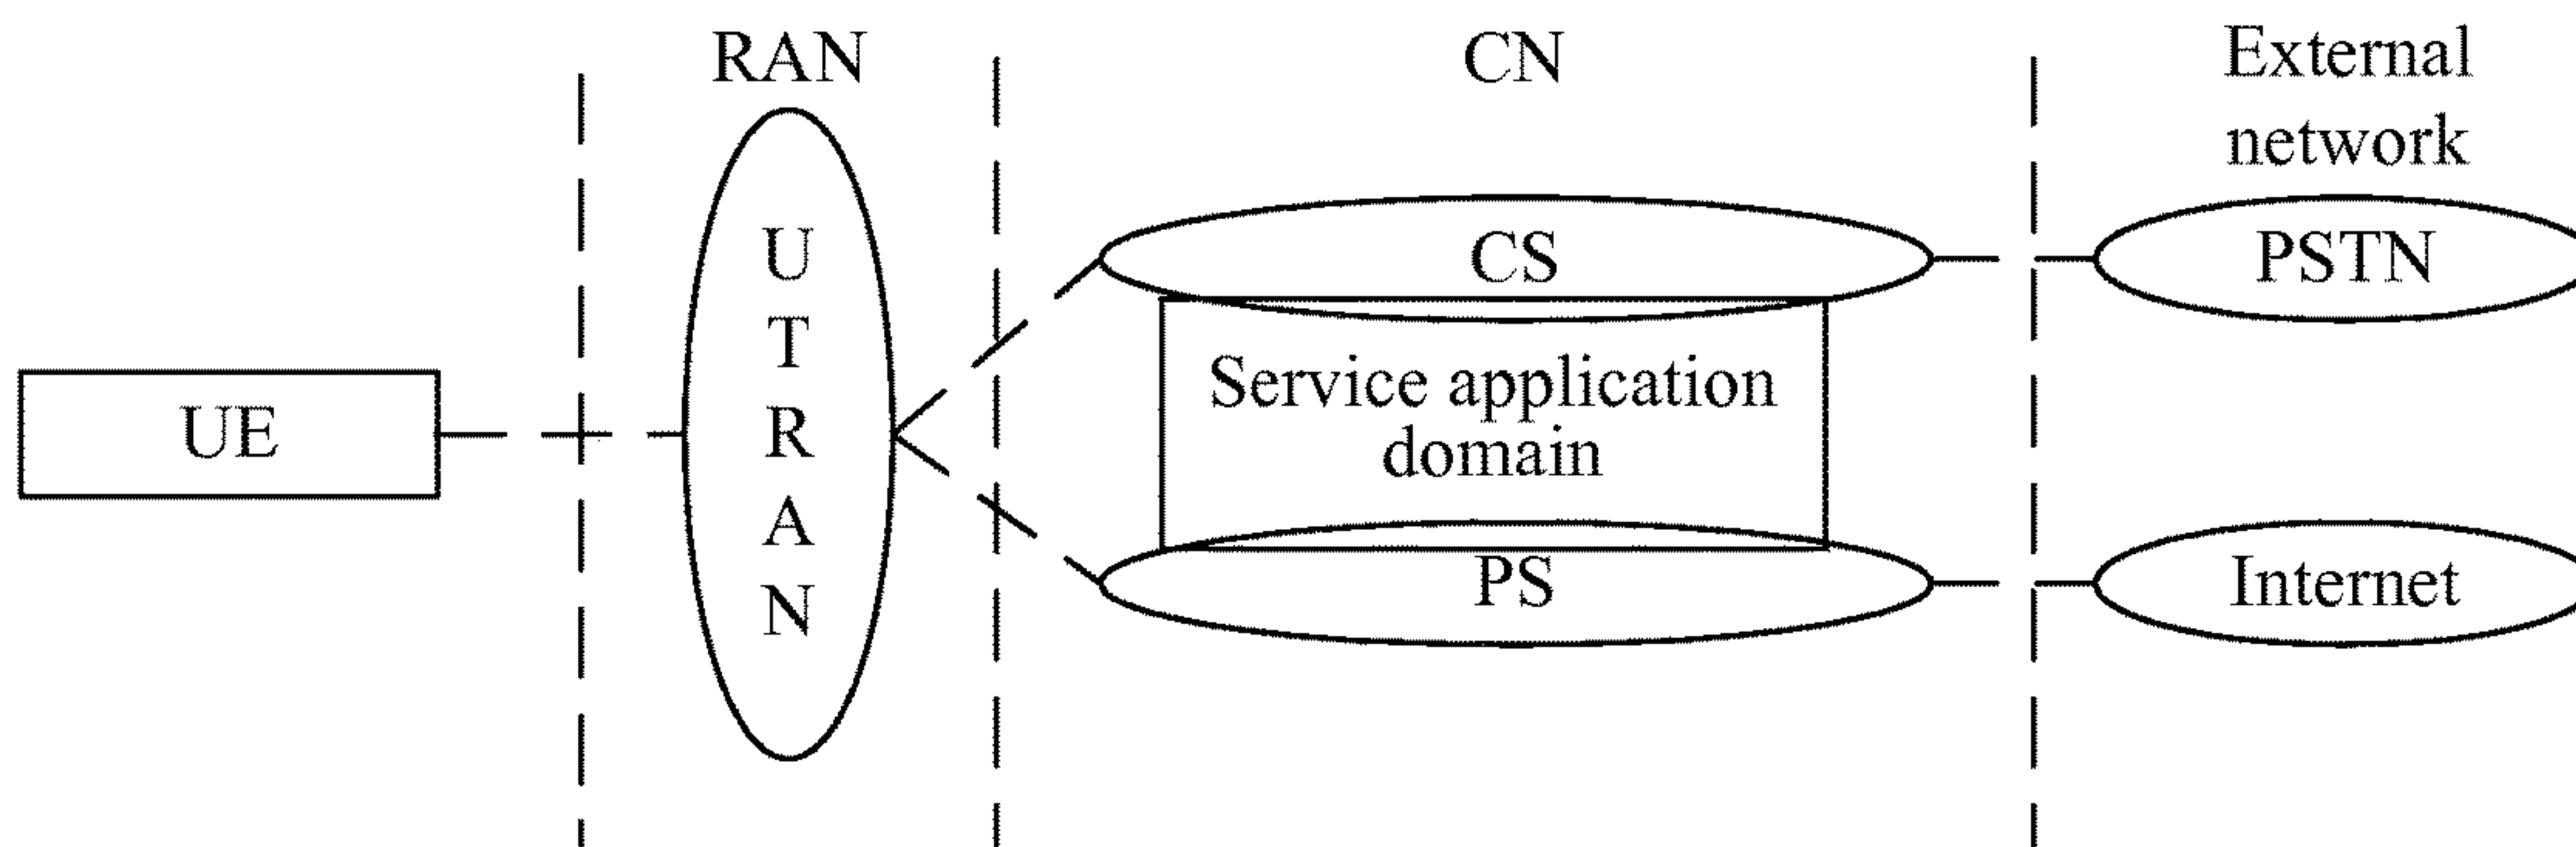 RAN
CN
External
network
UE
U
T
R
A
N
CS
Service application
domain
PS
PSTN
Internet